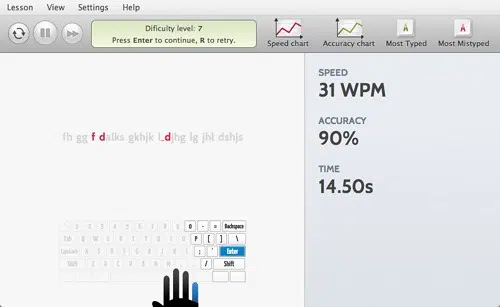 Lesson View Settings Help
Dificulty level: 7
Press Enter to continue, R to retry.
Speed chart Accuracy chart Most Typed Most Mistyped
A A
SPEED
31 WPM
ACCURACY
90%
TIME
14.50s
fh gg f dalks gkhjk l_djhg lg jhl dshjs
0 - = Backspace
Tab Q W E R T Y U I O P [ ] \
; ' Enter
/ Shift